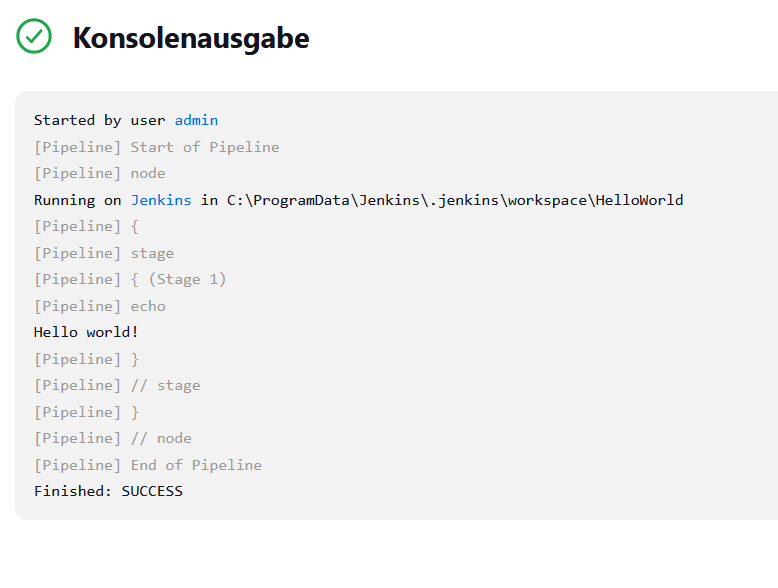 Konsolenausgabe
Started by user admin
[Pipeline] Start of Pipeline
[Pipeline] node
Running on Jenkins in C:\ProgramData\Jenkins\.jenkins\workspace\HelloWorld
[Pipeline] {
[Pipeline] stage
[Pipeline] { (Stage 1)
[Pipeline] echo
Hello world!
[Pipeline] }
[Pipeline] // stage
[Pipeline] }
[Pipeline] // node
[Pipeline] End of Pipeline
Finished: SUCCESS